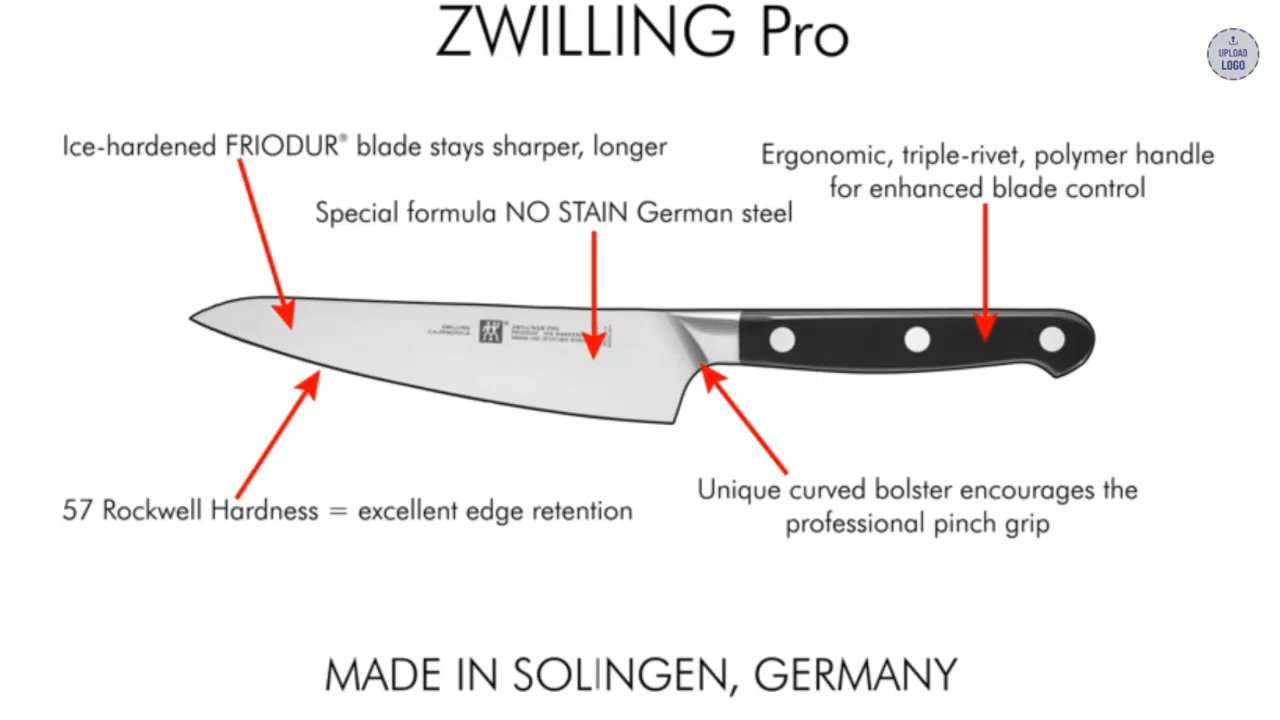 ZWILLING Pro
UPLOAD
LOGO
Ice-hardened FRIODUR® blade stays sharper, longer
Ergonomic, triple-rivet, polymer handle
for enhanced blade control
Special formula NO STAIN German steel
ZWILLING
57 Rockwell Hardness = excellent edge retention
Unique curved bolster encourages the
professional pinch grip
MADE IN SOLINGEN, GERMANY